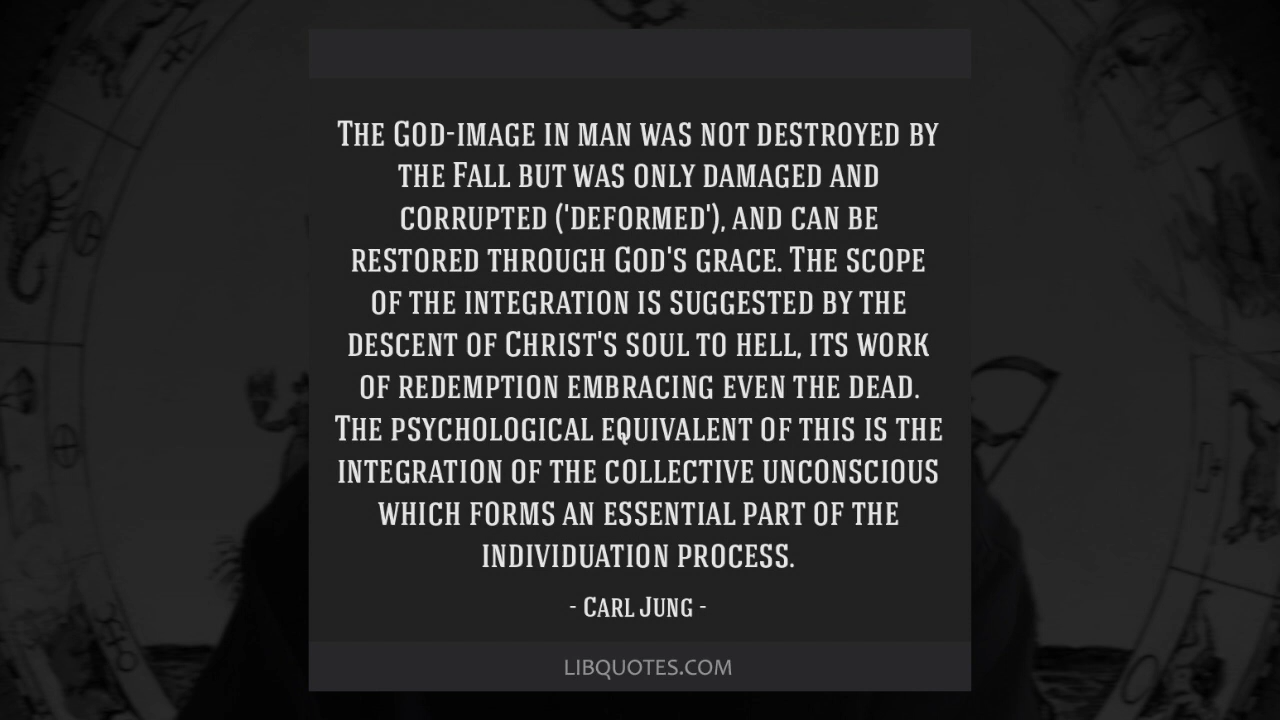 The God-image in man was not destroyed by
the Fall but was only damaged and
corrupted ('deformed'), and can be
restored through God's grace. The scope
of the integration is suggested by the
descent of Christ's soul to hell, its work
of redemption embracing even the dead.
The psychological equivalent of this is the
integration of the collective unconscious
which forms an essential part of the
individuation process.
- Carl Jung -
LIBQUOTES.COM